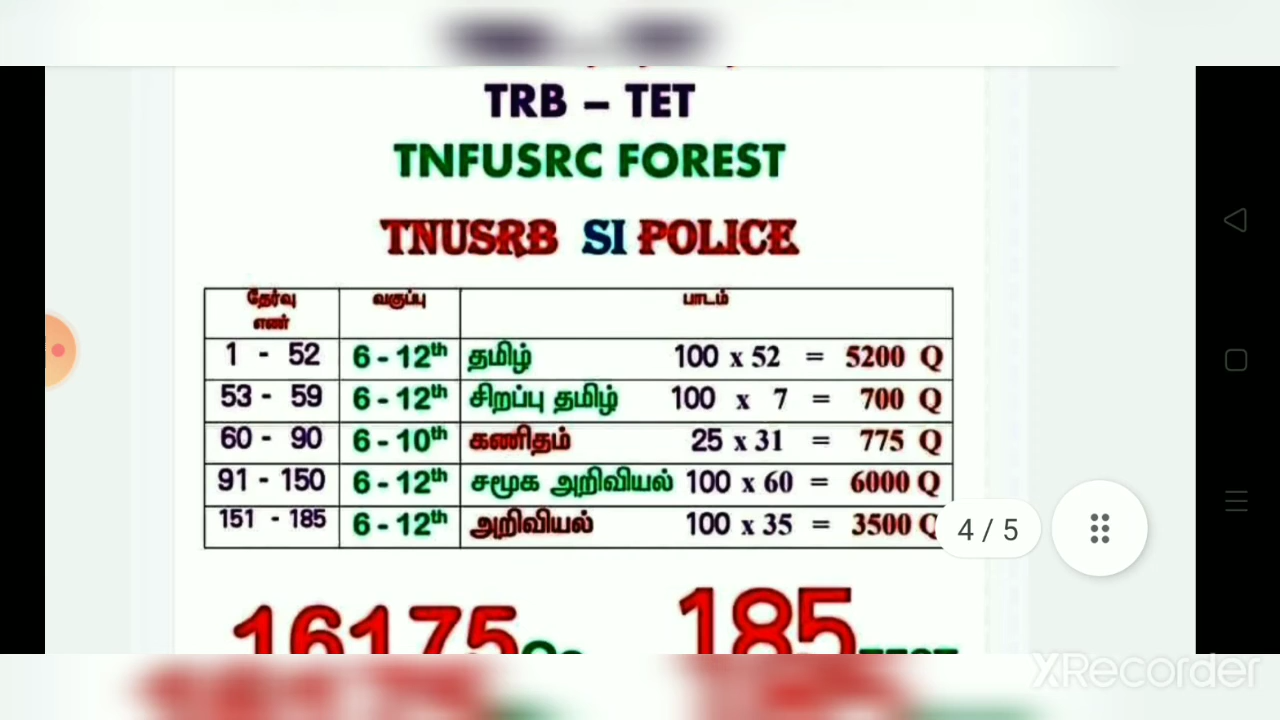 TRB – TET
TNFUSRC FOREST
TNUSRB SI POLICE
தேர்வு எண் வகுப்பு பாடம்
1 - 52 6 - 12th தமிழ் 100 x 52 = 5200 Q
53 - 59 6 - 12th சிறப்பு தமிழ் 100 x 7 = 700 Q
60 - 90 6 - 10th கணிதம் 25 x 31 = 775 Q
91 - 150 6 - 12th சமூக அறிவியல் 100 x 60 = 6000 Q
151 - 185 6 - 12th அறிவியல் 100 x 35 = 3500 Q
4 / 5
16175 185
XRecorder